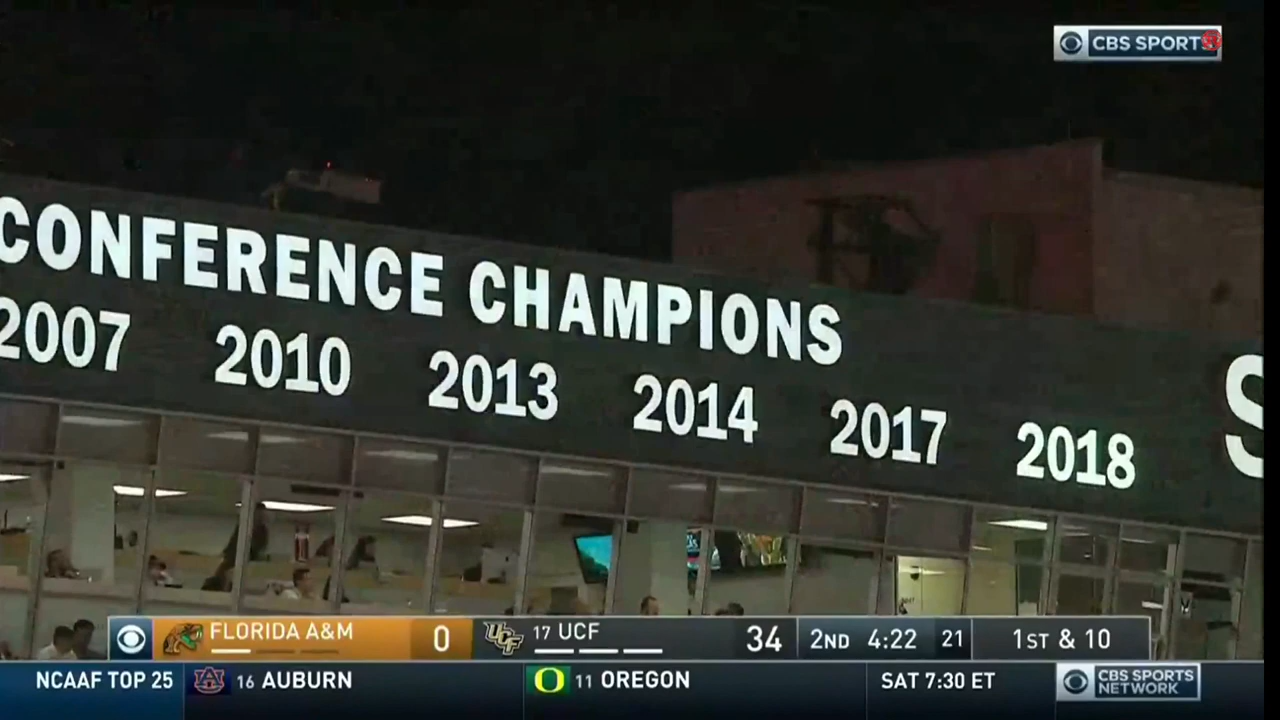 CBS SPORTS
CONFERENCE CHAMPIONS
2007 2010 2013 2014 2017 2018
S
FLORIDA A&M 0 UCF 17 UCF 34 2ND 4:22 21 1ST & 10
NCAAF TOP 25 16 AUBURN 11 OREGON SAT 7:30 ET CBS SPORTS NETWORK